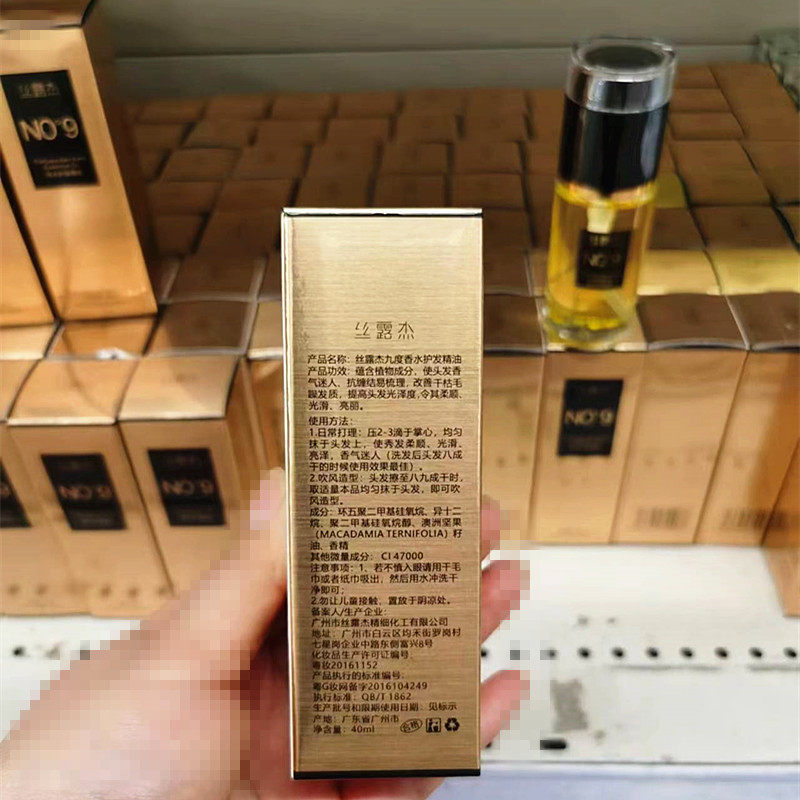 丝露杰
NO·9
丝露杰
NO·9
NO·9
NO·9
NO·9
丝露杰
产品名称：丝露杰九度香水护发精油
产品功效：蕴含植物成分，使头发香
气迷人、抗缠结易梳理，改善干枯毛
躁发质，提高头发光泽度,令其柔顺、
光滑、亮丽。
使用方法：
1.日常打理：压2-3滴于掌心，均匀
抹于头发上，使秀发柔顺、光滑、
亮泽，香气迷人（洗发后头发八成
干的时候使用效果最佳）。
2.吹风造型：头发擦至八九成干时，
取适量本品均匀抹于头发，即可吹
风造型。
成分：环五聚二甲基硅氧烷、异十二
烷、聚二甲基硅氧烷醇、澳洲坚果
（MACADAMIA TERNIFOLIA）籽
油、香精
其他微量成分：CI 47000
注意事项：1、若不慎入眼请用干毛
巾或者纸巾吸出，然后用水冲洗干
净即可；
2.勿让儿童接触、置放于阴凉处。
备案人/生产企业：
广州市丝露杰精细化工有限公司
地址：广州市白云区均禾街罗岗村
七星岗企业中路东侧富兴8号
化妆品生产许可证编号：
粤妆20161152
产品执行的标准编号：
粤G妆网备字2016104249
执行标准：QB/T 1862
生产批号和限期使用日期：见标示
产地：广东省广州市
净含量：40ml
合格